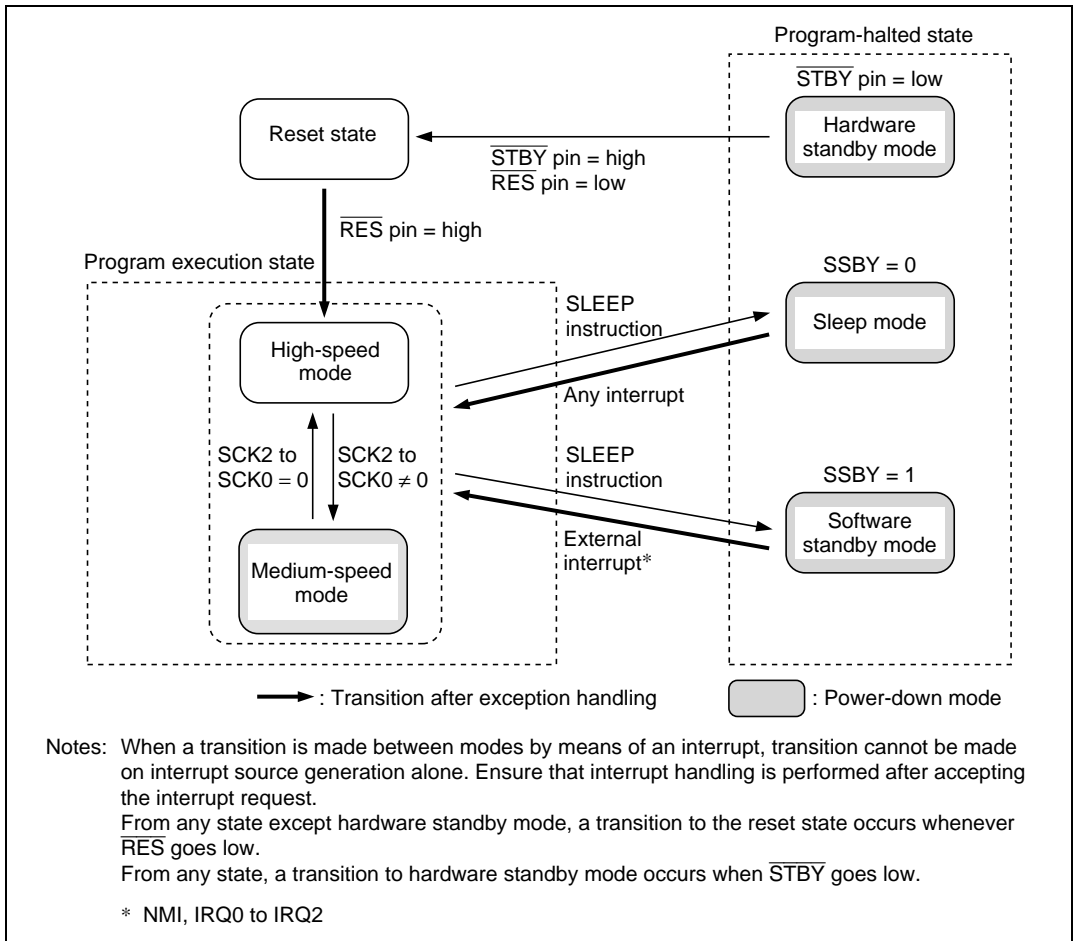 Program-halted state
STBY pin = low
Hardware
standby mode
Reset state
STBY pin = high
RES pin = low
RES pin = high
Program execution state
SSBY = 0
Sleep mode
SLEEP
instruction
Any interrupt
High-speed
mode
SCK2 to
SCK0 = 0
SCK2 to
SCK0 ≠ 0
SLEEP
instruction
External
interrupt*
SSBY = 1
Software
standby mode
Medium-speed
mode
: Transition after exception handling
: Power-down mode
Notes: When a transition is made between modes by means of an interrupt, transition cannot be made
on interrupt source generation alone. Ensure that interrupt handling is performed after accepting
the interrupt request.
From any state except hardware standby mode, a transition to the reset state occurs whenever
RES goes low.
From any state, a transition to hardware standby mode occurs when STBY goes low.
* NMI, IRQ0 to IRQ2